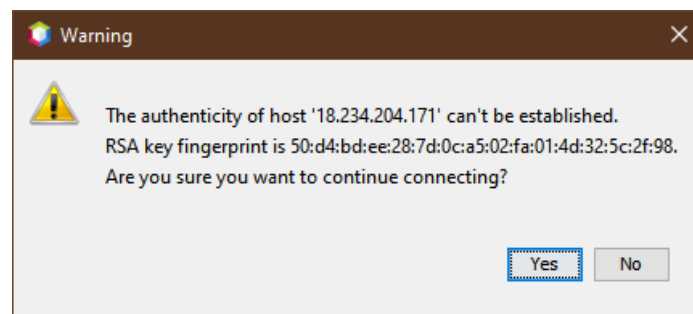 Warning
The authenticity of host '18.234.204.171' can't be established.
RSA key fingerprint is 50:d4:bd:ee:28:7d:0c:a5:02:fa:01:4d:32:5c:2f:98.
Are you sure you want to continue connecting?
Yes No